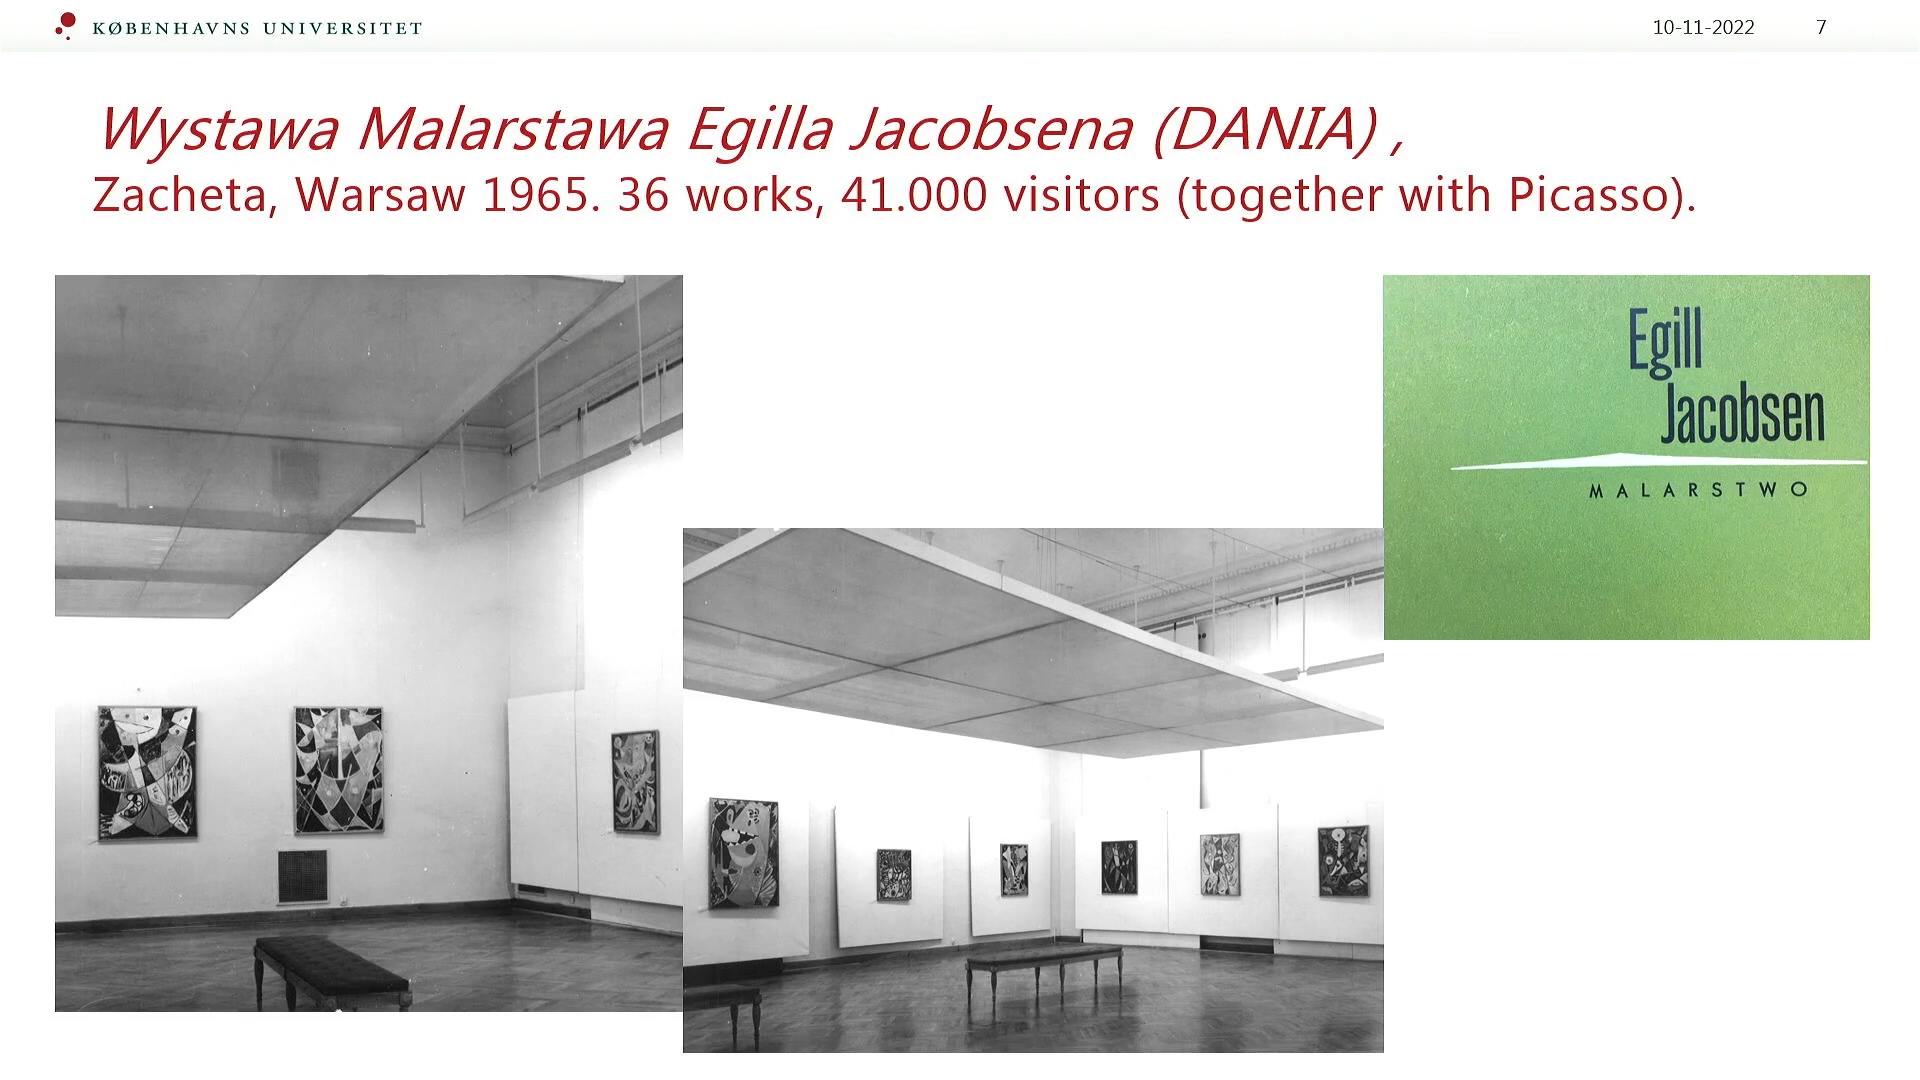 KØBENHAVNS UNIVERSITET
10-11-2022 7
Wystawa Malarstawa Egilla Jacobsena (DANIA) ,
Zacheta, Warsaw 1965. 36 works, 41.000 visitors (together with Picasso).
Egill
Jacobsen
MALARSTWO